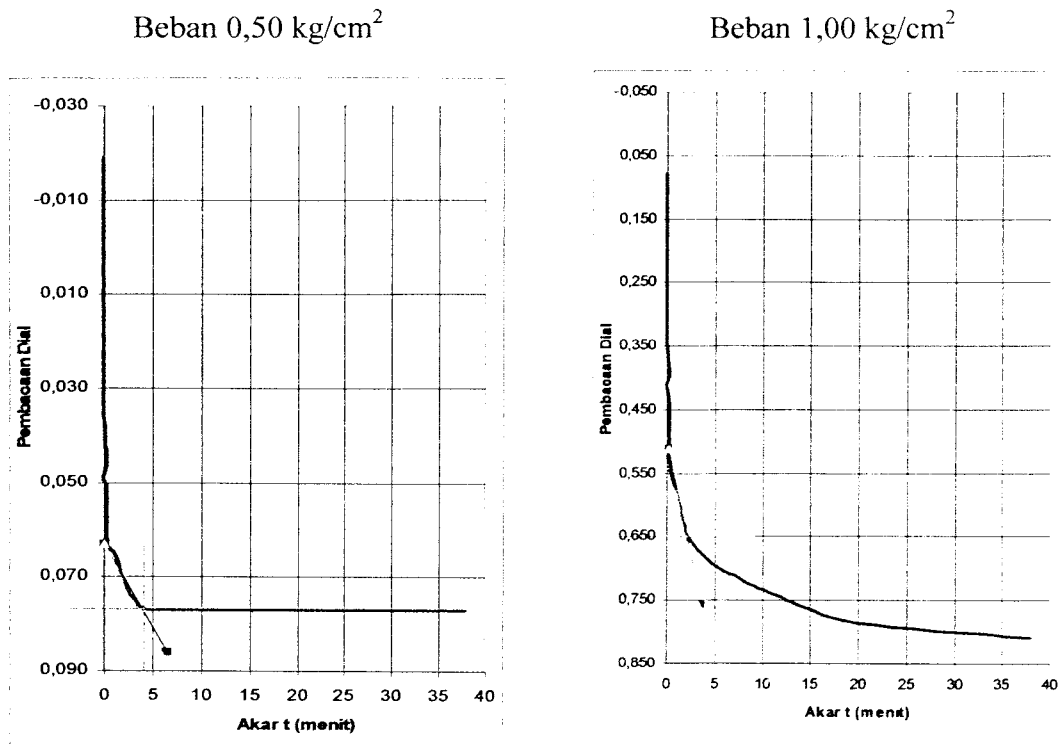 Beban 0,50 kg/cm²
-0,030
-0,010
0,010
0,030
0,050
0,070
0,090
Pembacaan Dial
0 5 10 15 20 25 30 35 40
Akar t (menit)
Beban 1,00 kg/cm²
-0,050
0,050
0,150
0,250
0,350
0,450
0,550
0,650
0,750
0,850
Pembacaan Dial
0 5 10 15 20 25 30 35 40
Akar t (menit)